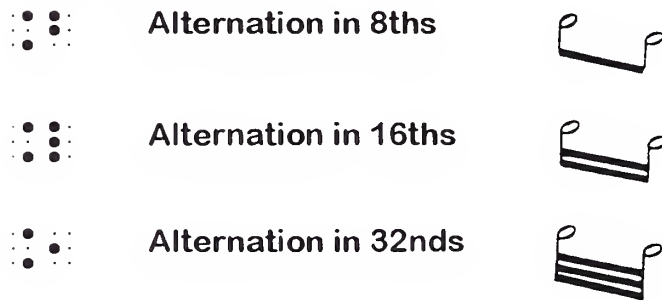 ⠨⠃ Alternation in 8ths
⠨⠇ Alternation in 16ths
⠨⠂ Alternation in 32nds